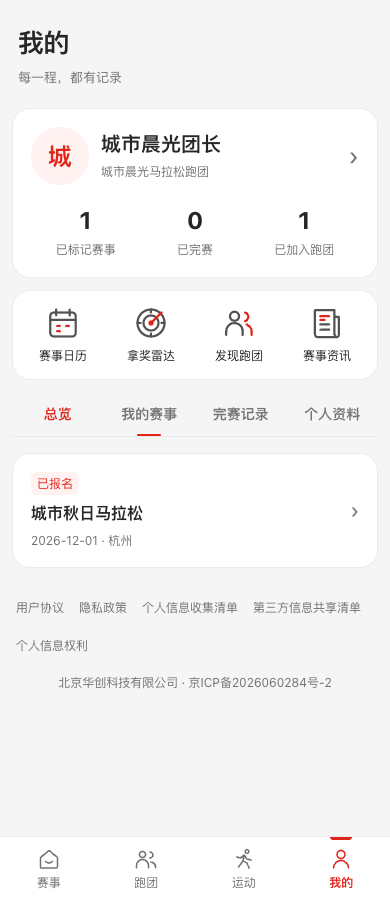 我的
每一程，都有记录
城
城市晨光团长
城市晨光马拉松跑团
1 0 1
已标记赛事 已完赛 已加入跑团
赛事日历 拿奖雷达 发现跑团 赛事资讯
总览 我的赛事 完赛记录 个人资料
已报名
城市秋日马拉松
2026-12-01 · 杭州
用户协议 隐私政策 个人信息收集清单 第三方信息共享清单
个人信息权利
北京华创科技有限公司 · 京ICP备2026060284号-2
赛事 跑团 运动 我的